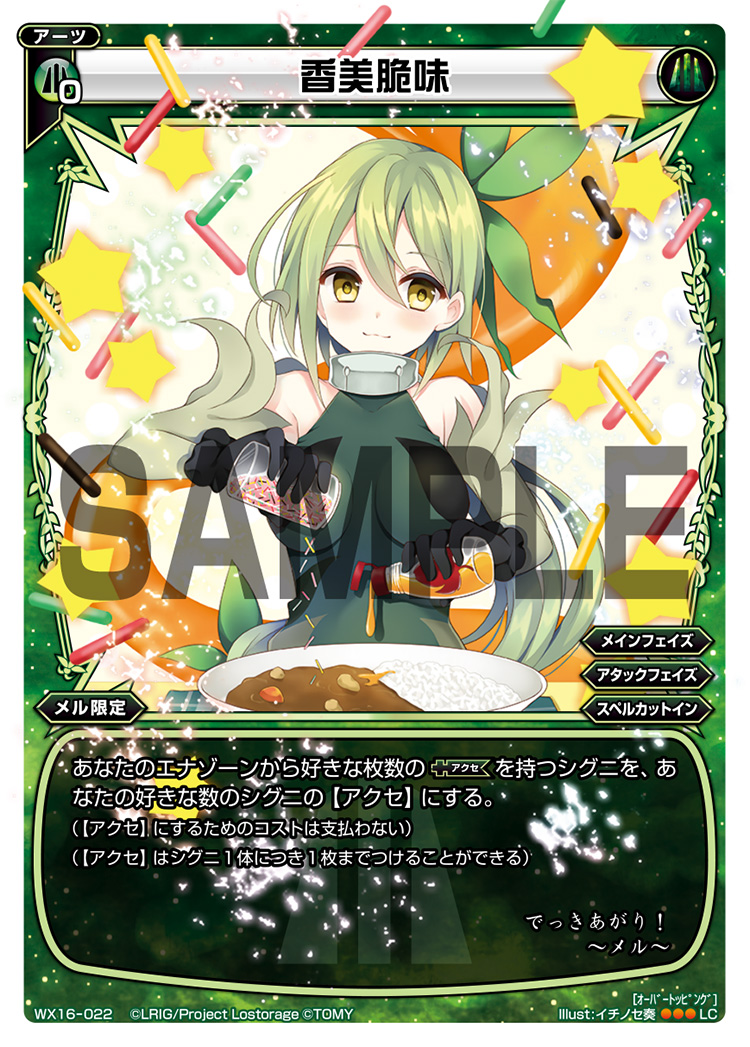 アーツ
0
香美脆味
SAMPLE
メインフェイズ
アタックフェイズ
スペルカットイン
メル限定
あなたのエナゾーンから好きな枚数の アクセ を持つシグニを、あ
なたの好きな数のシグニの【アクセ】にする。
(【アクセ】にするためのコストは支払わない)
(【アクセ】はシグニ1体につき1枚までつけることができる)
でっきあがり!
~メル~
[オーバートッピング]
WX16-022 ©LRIG/Project Lostorage ©TOMY Illust:イチノセ奏 LC